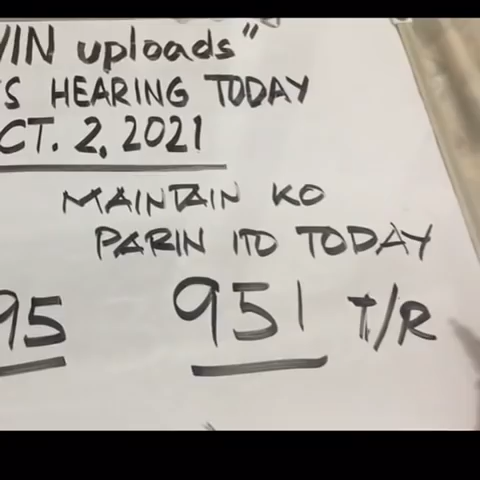 VIN uploads"
S HEARING TODAY
CT. 2, 2021
MAINTAIN KO
PARIN ITO TODAY
95 951 T/R